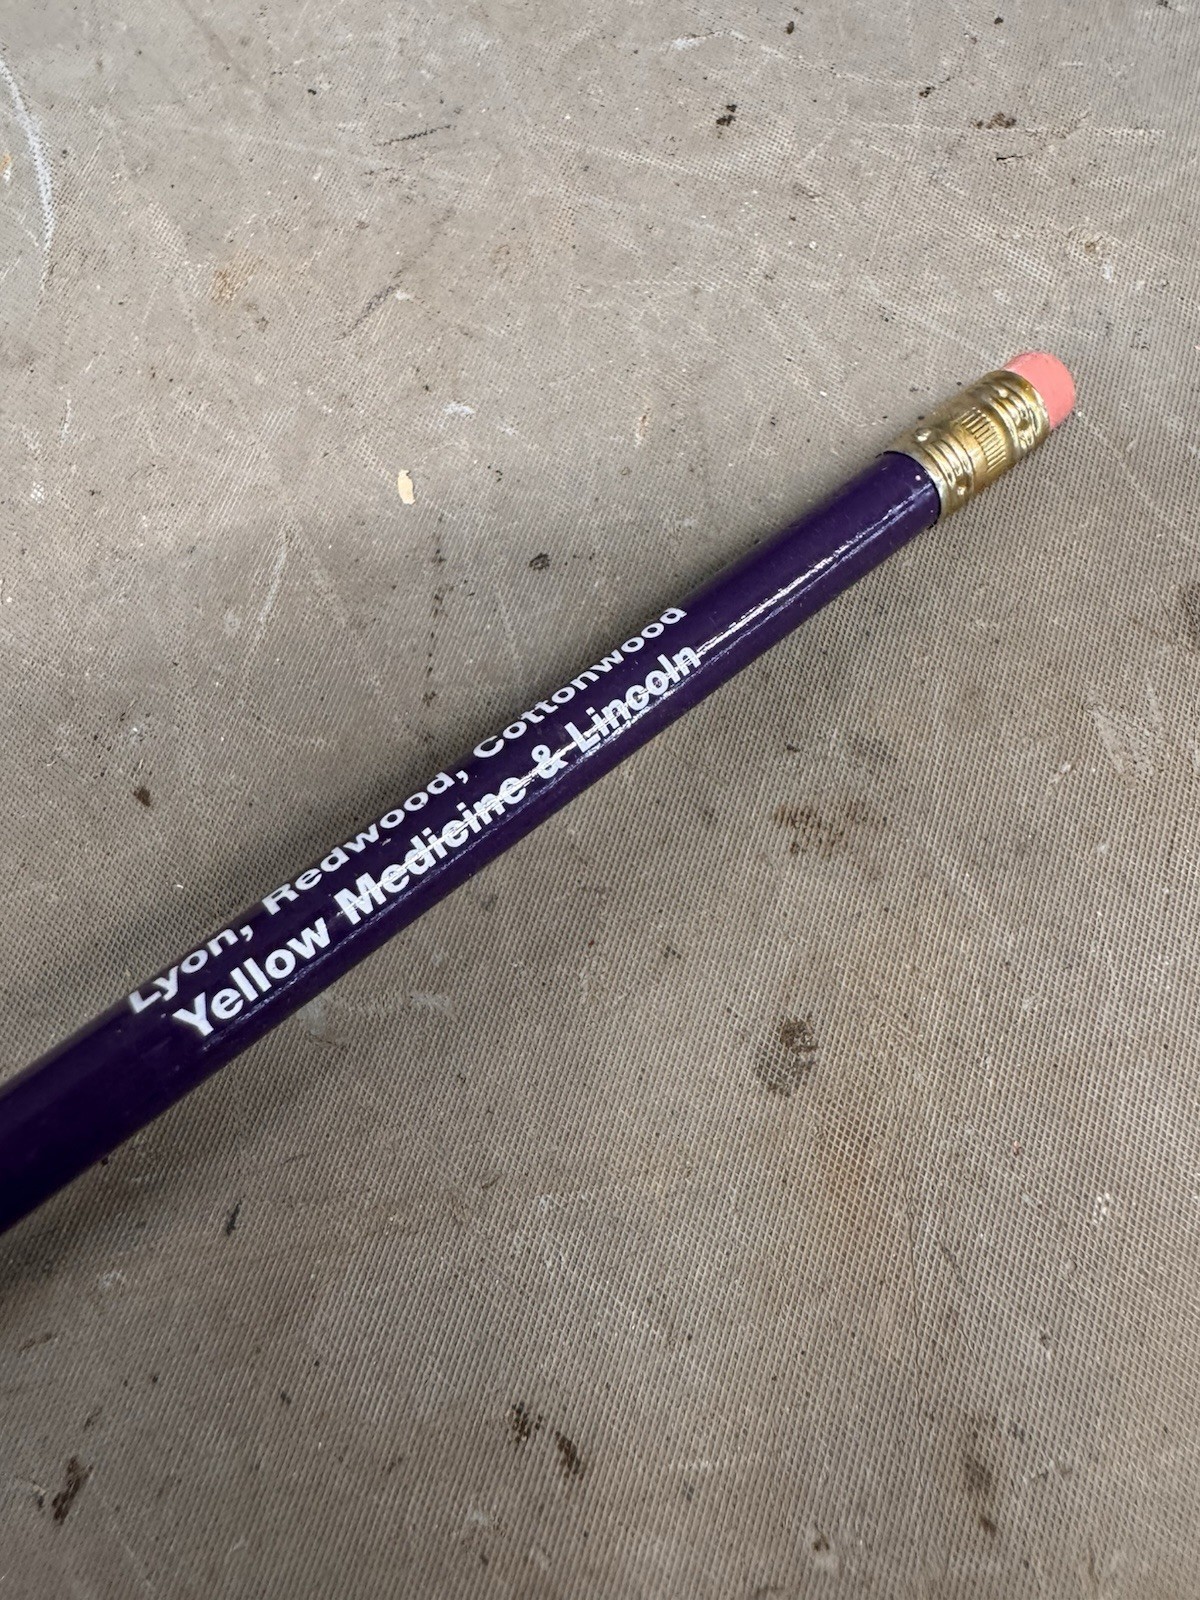 Lyon, Redwood, Cottonwood
Yellow Medicine & Lincoln